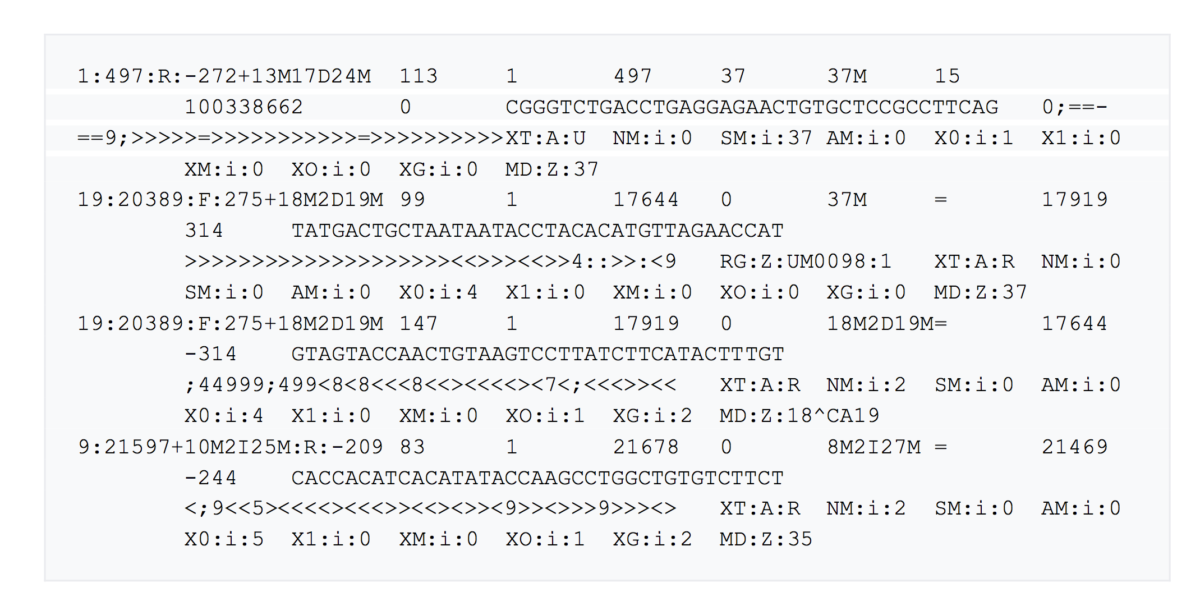 1:497:R:-272+13M17D24M 113 1 497 37 37M 15
100338662 0 CGGGTCTGACCTGAGGAGAACTGTGCTCCGCCTTCAG 0;==-
==9;>>>>>=>>>>>>>>>>>=>>>>>>>>>>XT:A:U NM:i:0 SM:i:37 AM:i:0 X0:i:1 X1:i:0
XM:i:0 XO:i:0 XG:i:0 MD:Z:37
19:20389:F:275+18M2D19M 99 1 17644 0 37M = 17919
314 TATGACTGCTAATAATACCTACACATGTTAGAACCAT
>>>>>>>>>>>>>>>>>>>><<>>><<>>4::>>:<9 RG:Z:UM0098:1 XT:A:R NM:i:0
SM:i:0 AM:i:0 X0:i:4 X1:i:0 XM:i:0 XO:i:0 XG:i:0 MD:Z:37
19:20389:F:275+18M2D19M 147 1 17919 0 18M2D19M= 17644
-314 GTAGTACCAACTGTAAGTCCTTATCTTCATACTTTGT
;44999;499<8<8<<<8<<><<<<><7<;<<<>><< XT:A:R NM:i:2 SM:i:0 AM:i:0
X0:i:4 X1:i:0 XM:i:0 XO:i:1 XG:i:2 MD:Z:18^CA19
9:21597+10M2I25M:R:-209 83 1 21678 0 8M2I27M = 21469
-244 CACCACATCACATATACCAAGCCTGGCTGTGTCTTCT
<;9<<5><<<<><<<>><<><>><9>><>>>9>>><> XT:A:R NM:i:2 SM:i:0 AM:i:0
X0:i:5 X1:i:0 XM:i:0 XO:i:1 XG:i:2 MD:Z:35